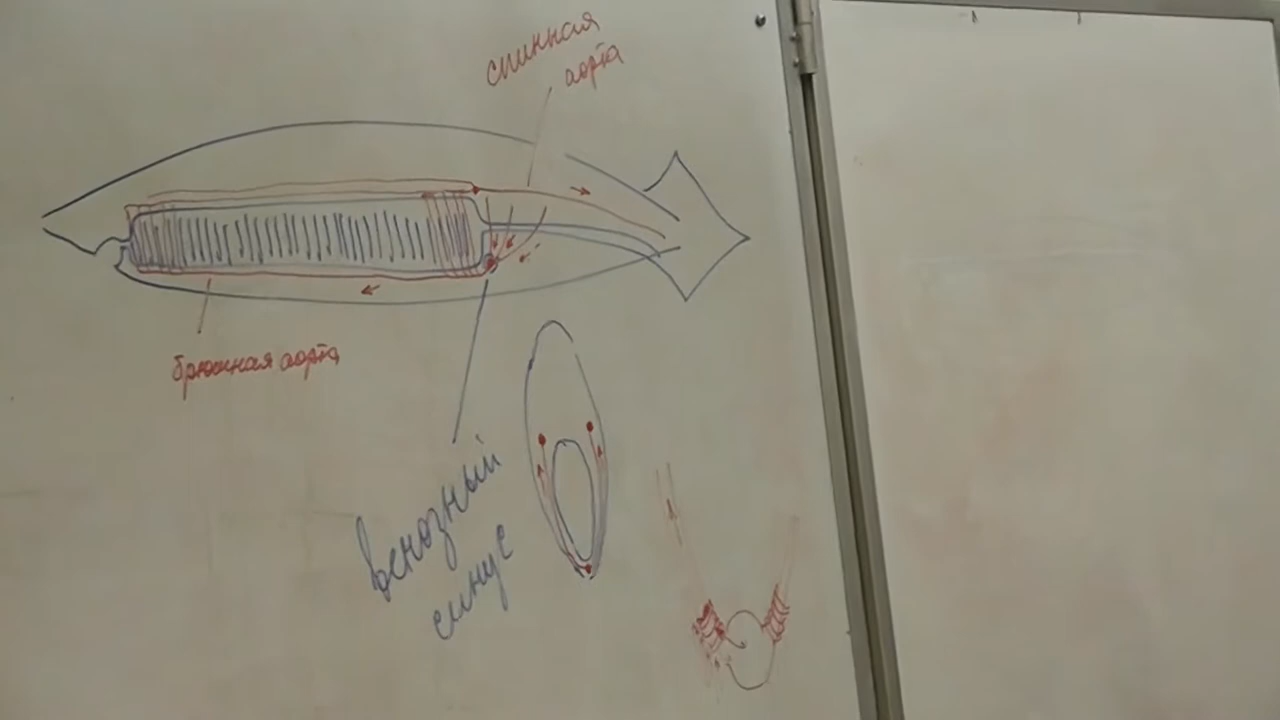 спинная
аорта
брюшная аорта
венозный
синус